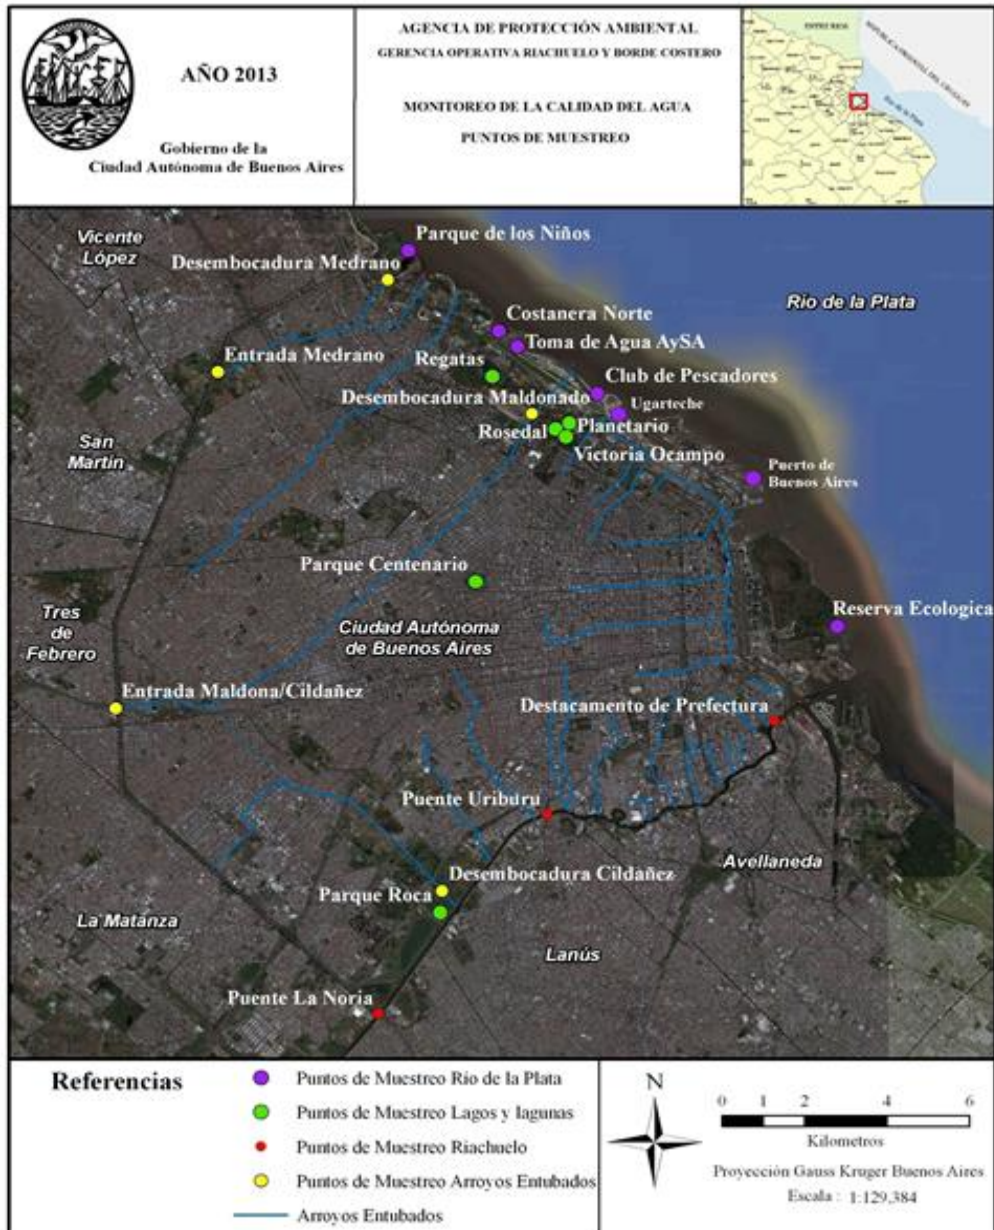 AÑO 2013
Gobierno de la
Ciudad Autónoma de Buenos Aires
AGENCIA DE PROTECCIÓN AMBIENTAL
GERENCIA OPERATIVA RIACHUELO Y BORDE COSTERO
MONITOREO DE LA CALIDAD DEL AGUA
PUNTOS DE MUESTREO
ENTRE RIOS
Rio de la Plata
Vicente
López
Parque de los Niños
Desembocadura Medrano
Río de la Plata
Costanera Norte
Toma de Agua AySA
Entrada Medrano
Regatas
Club de Pescadores
Desembocadura Maldonado
Ugarteche
Planetario
Rosedal
Victoria Ocampo
San
Martín
Puerto de
Buenos Aires
Parque Centenario
Tres
de
Febrero
Reserva Ecologica
Ciudad Autónoma
de Buenos Aires
Entrada Maldona/Cildañez
Destacamento de Prefectura
Puente Uriburu
Avellaneda
Desembocadura Cildañez
Parque Roca
La Matanza
Lanús
Puente La Noria
Referencias
Puntos de Muestreo Río de la Plata
Puntos de Muestreo Lagos y lagunas
Puntos de Muestreo Riachuelo
Puntos de Muestreo Arroyos Entubados
Arroyos Entubados
N
0 1 2 4 6
Kilometros
Proyección Gauss Kruger Buenos Aires
Escala : 1:129,384